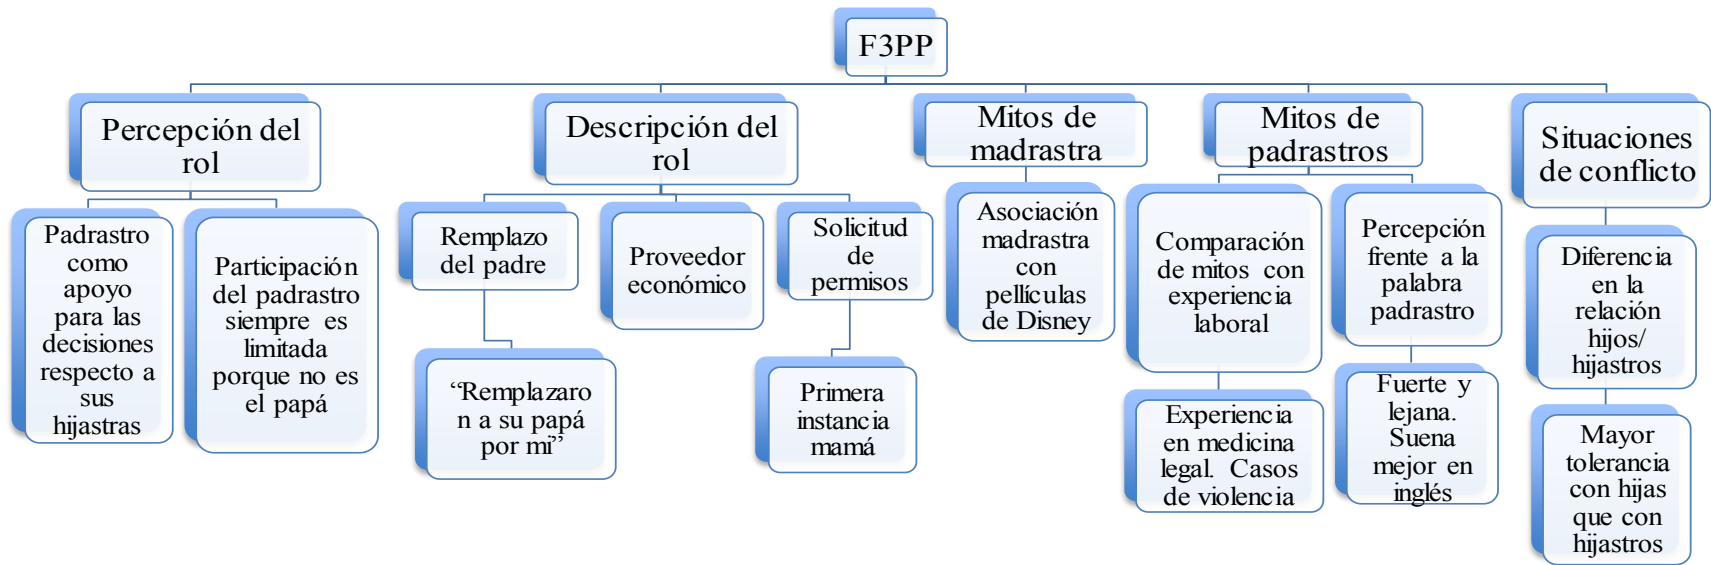 F3PP
Percepción del
rol
Descripción del
rol
Mitos de
madrastra
Mitos de
padrastros
Situaciones
de conflicto
Padrastro
como
apoyo
para las
decisiones
respecto a
sus
hijastras
Participación
del padrastro
siempre es
limitada
porque no es
el papá
Remplazo
del padre
Proveedor
económico
Solicitud
de
permisos
Asociación
madrastra
con
pellículas
de Disney
Comparación
de mitos con
experiencia
laboral
Percepción
frente a la
palabra
padrastro
Diferencia
en la
relación
hijos/
hijastros
“Remplazaro
n a su papá
por mi”
Primera
instancia
mamá
Experiencia
en medicina
legal. Casos
de violencia
Fuerte y
lejana.
Suena
mejor en
inglés
Mayor
tolerancia
con hijas
que con
hijastros